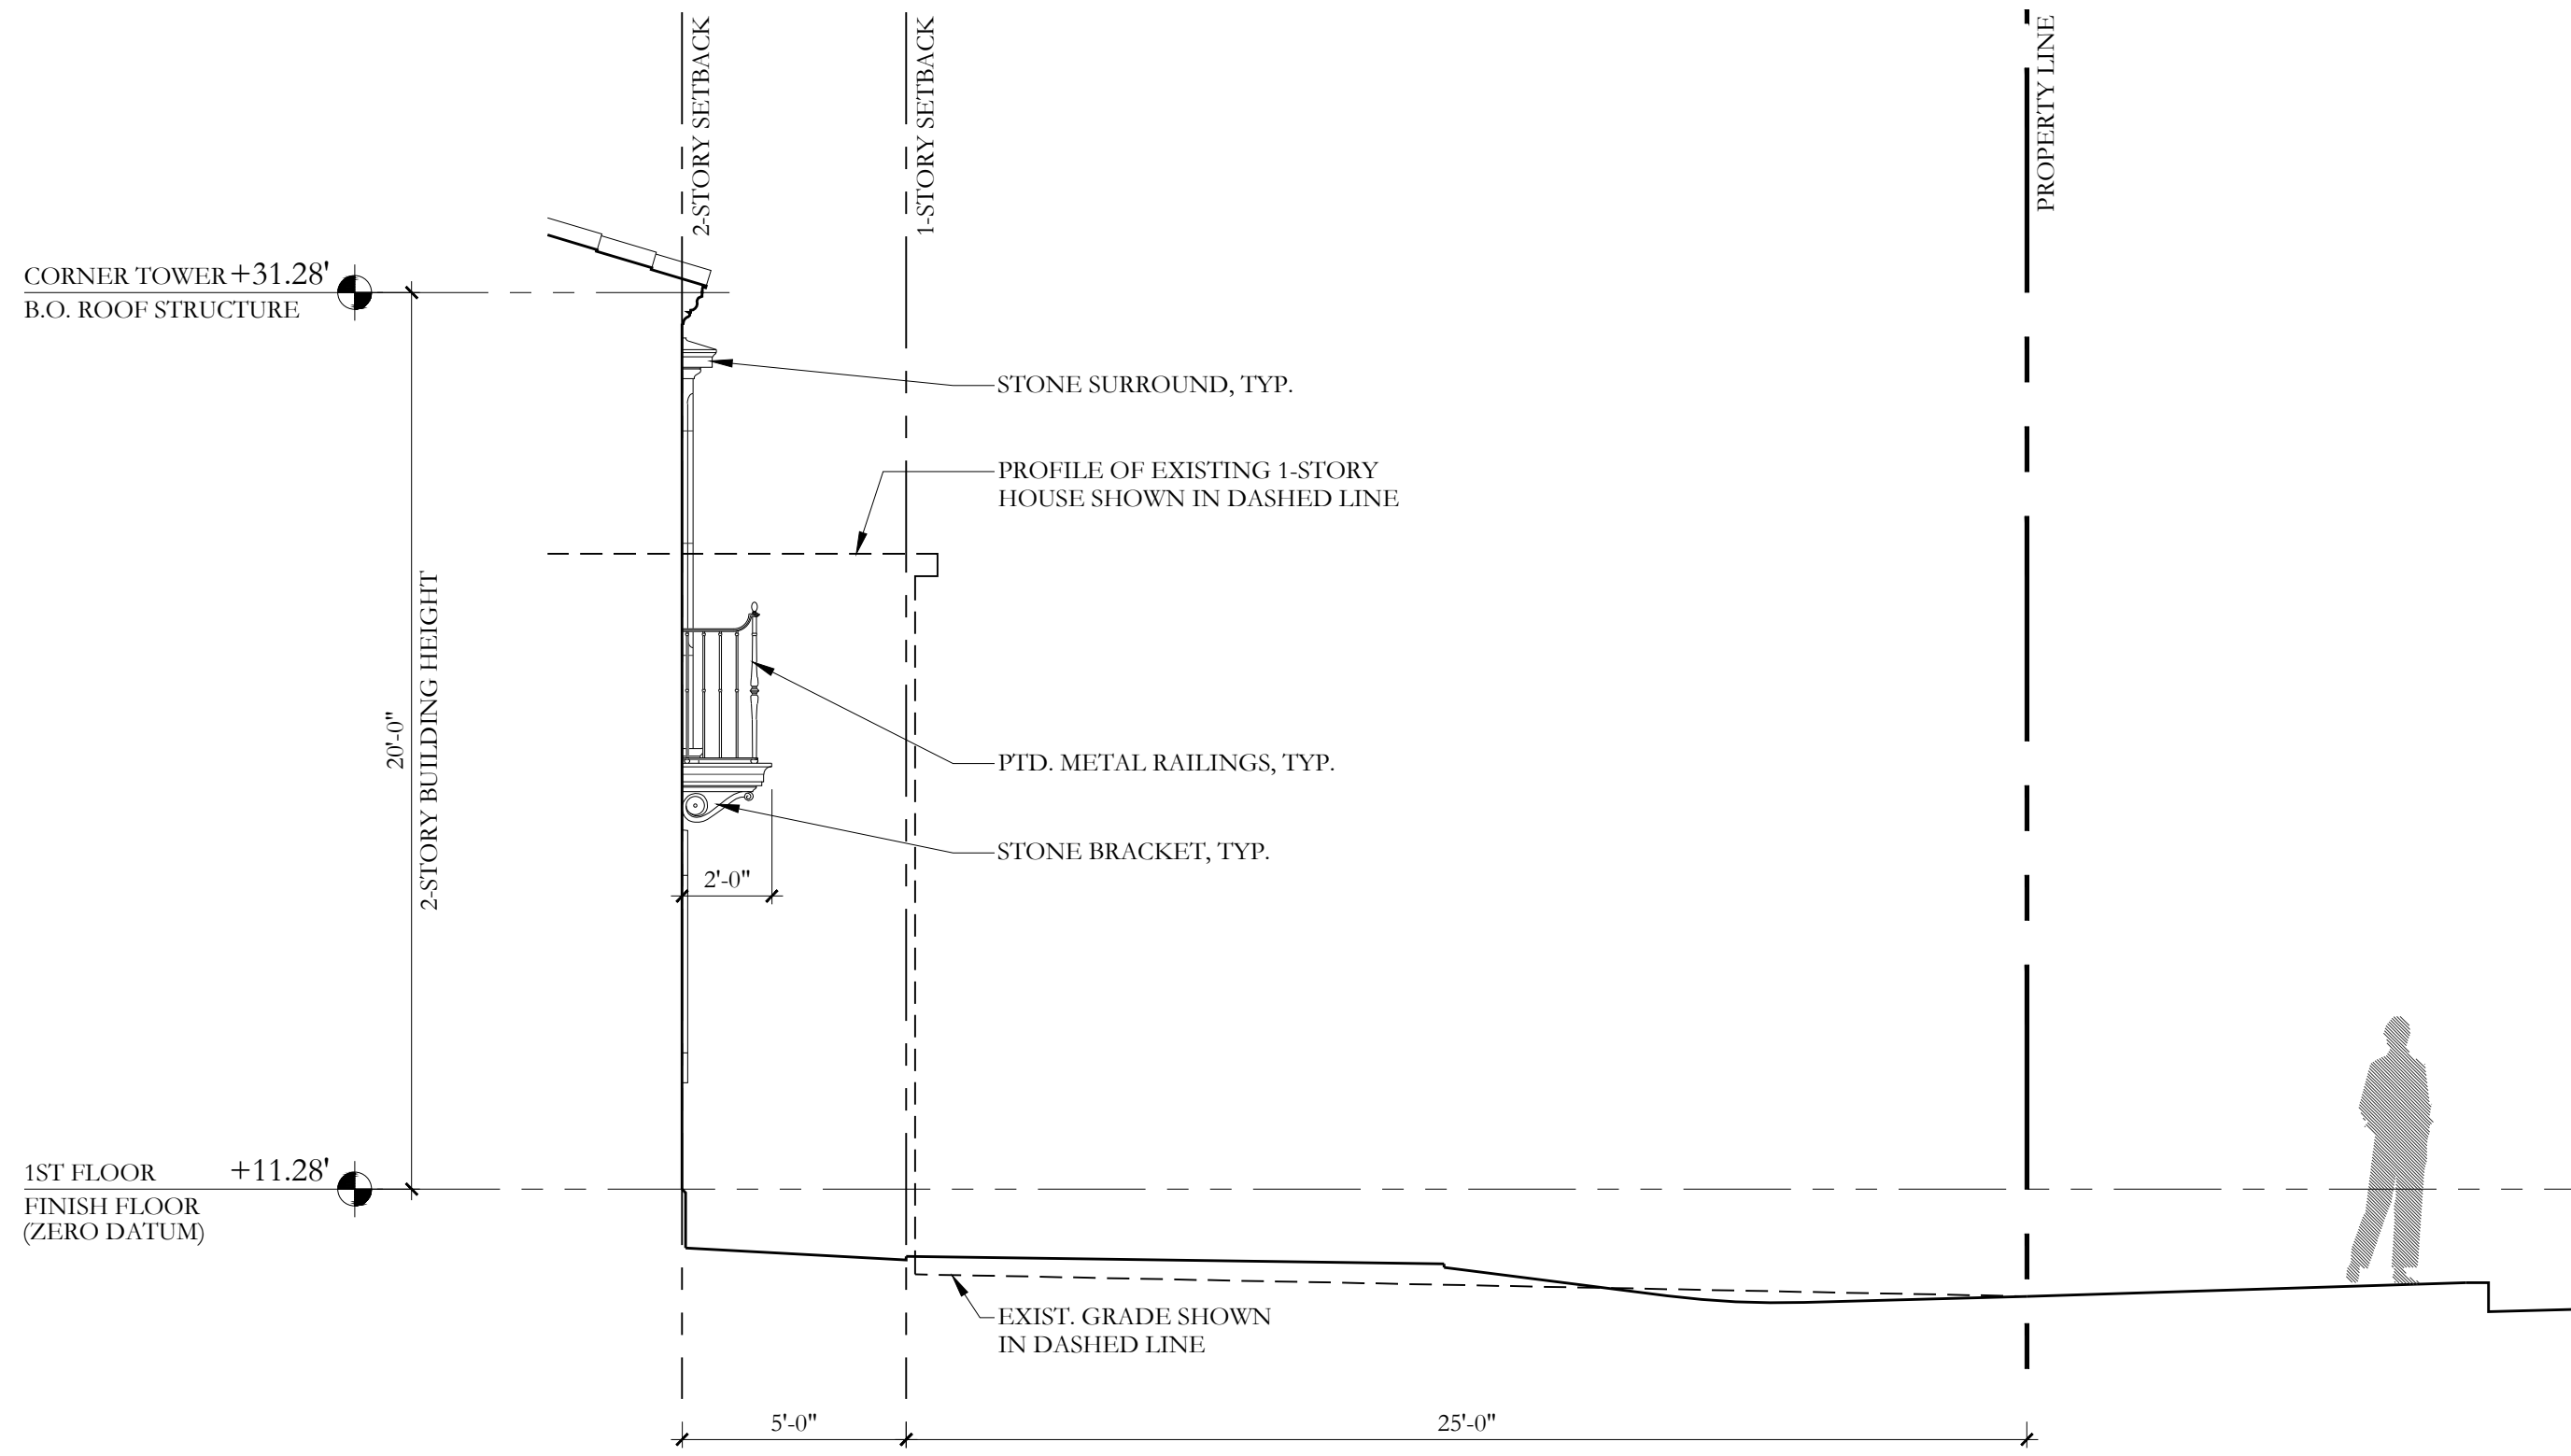 2-STORY SETBACK
1-STORY SETBACK
PROPERTY LINE
CORNER TOWER +31.28'
B.O. ROOF STRUCTURE
STONE SURROUND, TYP.
PROFILE OF EXISTING 1-STORY
HOUSE SHOWN IN DASHED LINE
20'-0"
2-STORY BUILDING HEIGHT
PTD. METAL RAILINGS, TYP.
STONE BRACKET, TYP.
2'-0"
1ST FLOOR +11.28'
FINISH FLOOR
(ZERO DATUM)
EXIST. GRADE SHOWN
IN DASHED LINE
5'-0"
25'-0"